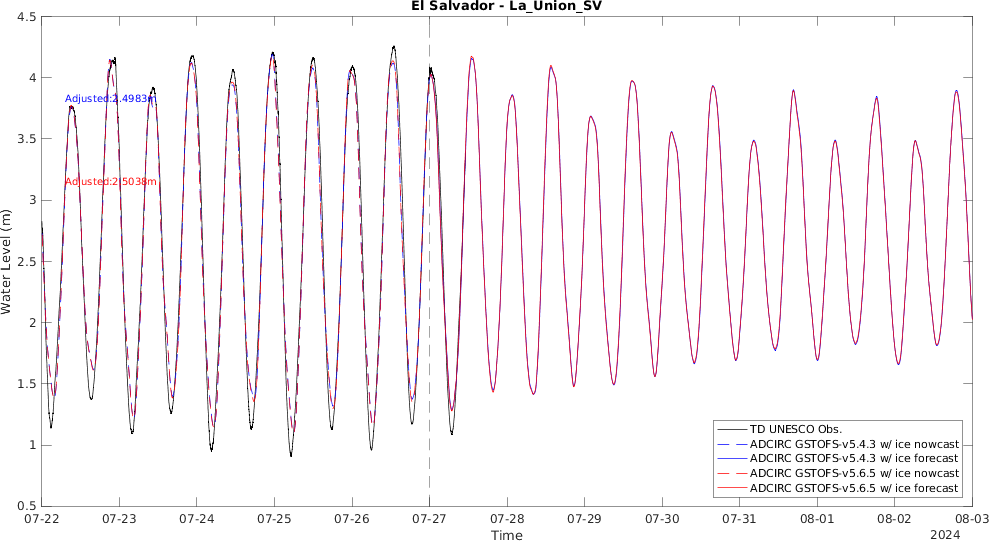 El Salvador - La_Union_SV
4.5
4
3.5
3
2.5
2
1.5
1
0.5
Water Level (m)
Adjusted:2.4983m
Adjusted:2.5038m
TD UNESCO Obs.
ADCIRC GSTOFS-v5.4.3 w/ ice nowcast
ADCIRC GSTOFS-v5.4.3 w/ ice forecast
ADCIRC GSTOFS-v5.6.5 w/ ice nowcast
ADCIRC GSTOFS-v5.6.5 w/ ice forecast
07-22 07-23 07-24 07-25 07-26 07-27 07-28 07-29 07-30 07-31 08-01 08-02 08-03
Time
2024